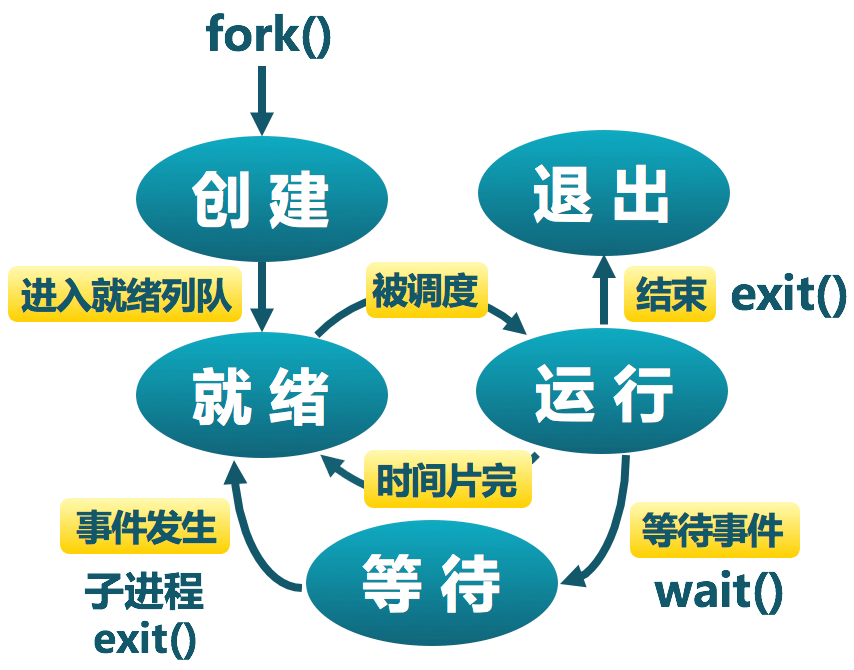 fork()
创建
退出
进入就绪列队
被调度
结束
exit()
就绪
运行
时间片完
事件发生
等待事件
等待
子进程
exit()
wait()